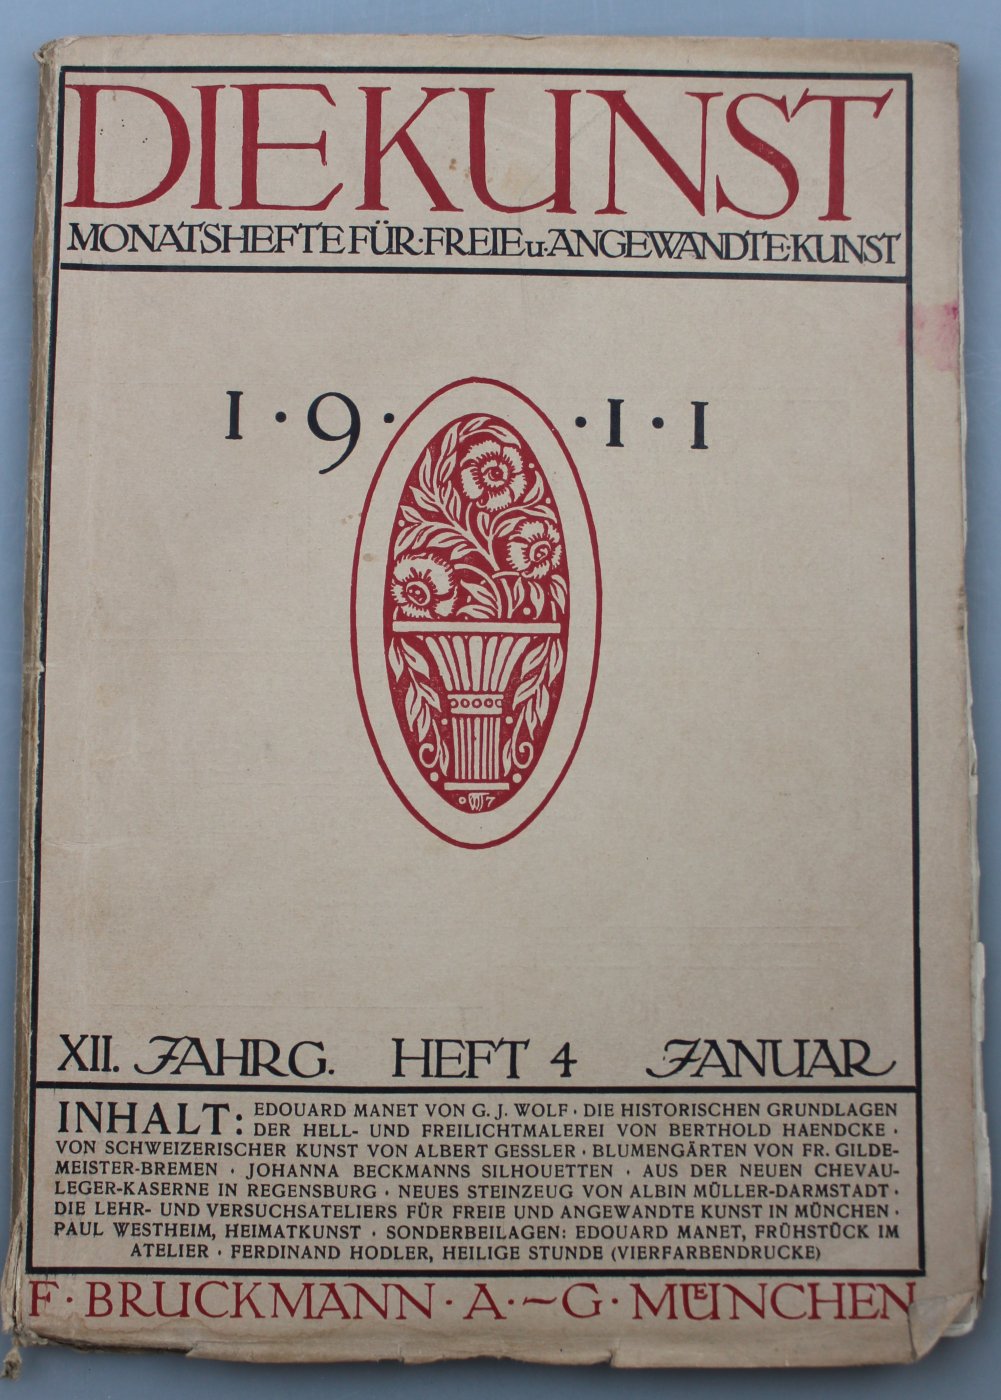 DIE KUNST
MONATSHEFTE FÜR · FREIE u · ANGEWANDTE · KUNST
1 · 9 · · 1 · 1
XII. JAHRG. HEFT 4 JANUAR
INHALT: EDOUARD MANET VON G. J. WOLF · DIE HISTORISCHEN GRUNDLAGEN
DER HELL- UND FREILICHTMALEREI VON BERTHOLD HAENDCKE ·
VON SCHWEIZERISCHER KUNST VON ALBERT GESSLER · BLUMENGÄRTEN VON FR. GILDE-
MEISTER-BREMEN · JOHANNA BECKMANNS SILHOUETTEN · AUS DER NEUEN CHEVAU-
LEGER-KASERNE IN REGENSBURG · NEUES STEINZEUG VON ALBIN MÜLLER-DARMSTADT ·
DIE LEHR- UND VERSUCHSATELIERS FÜR FREIE UND ANGEWANDTE KUNST IN MÜNCHEN ·
PAUL WESTHEIM, HEIMATKUNST · SONDERBEILAGEN: EDOUARD MANET, FRÜHSTÜCK IM
ATELIER · FERDINAND HODLER, HEILIGE STUNDE (VIERFARBENDRUCKE)
F · BRUCKMANN · A · ~ G · MUENCHEN